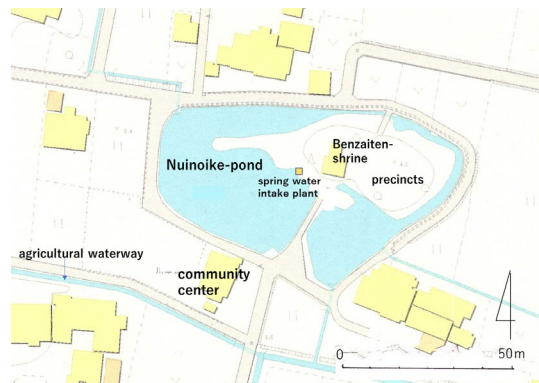 Benzaiten-
shrine
Nuinoike-pond
precincts
spring water
intake plant
agricultural waterway
community
center
0
50m